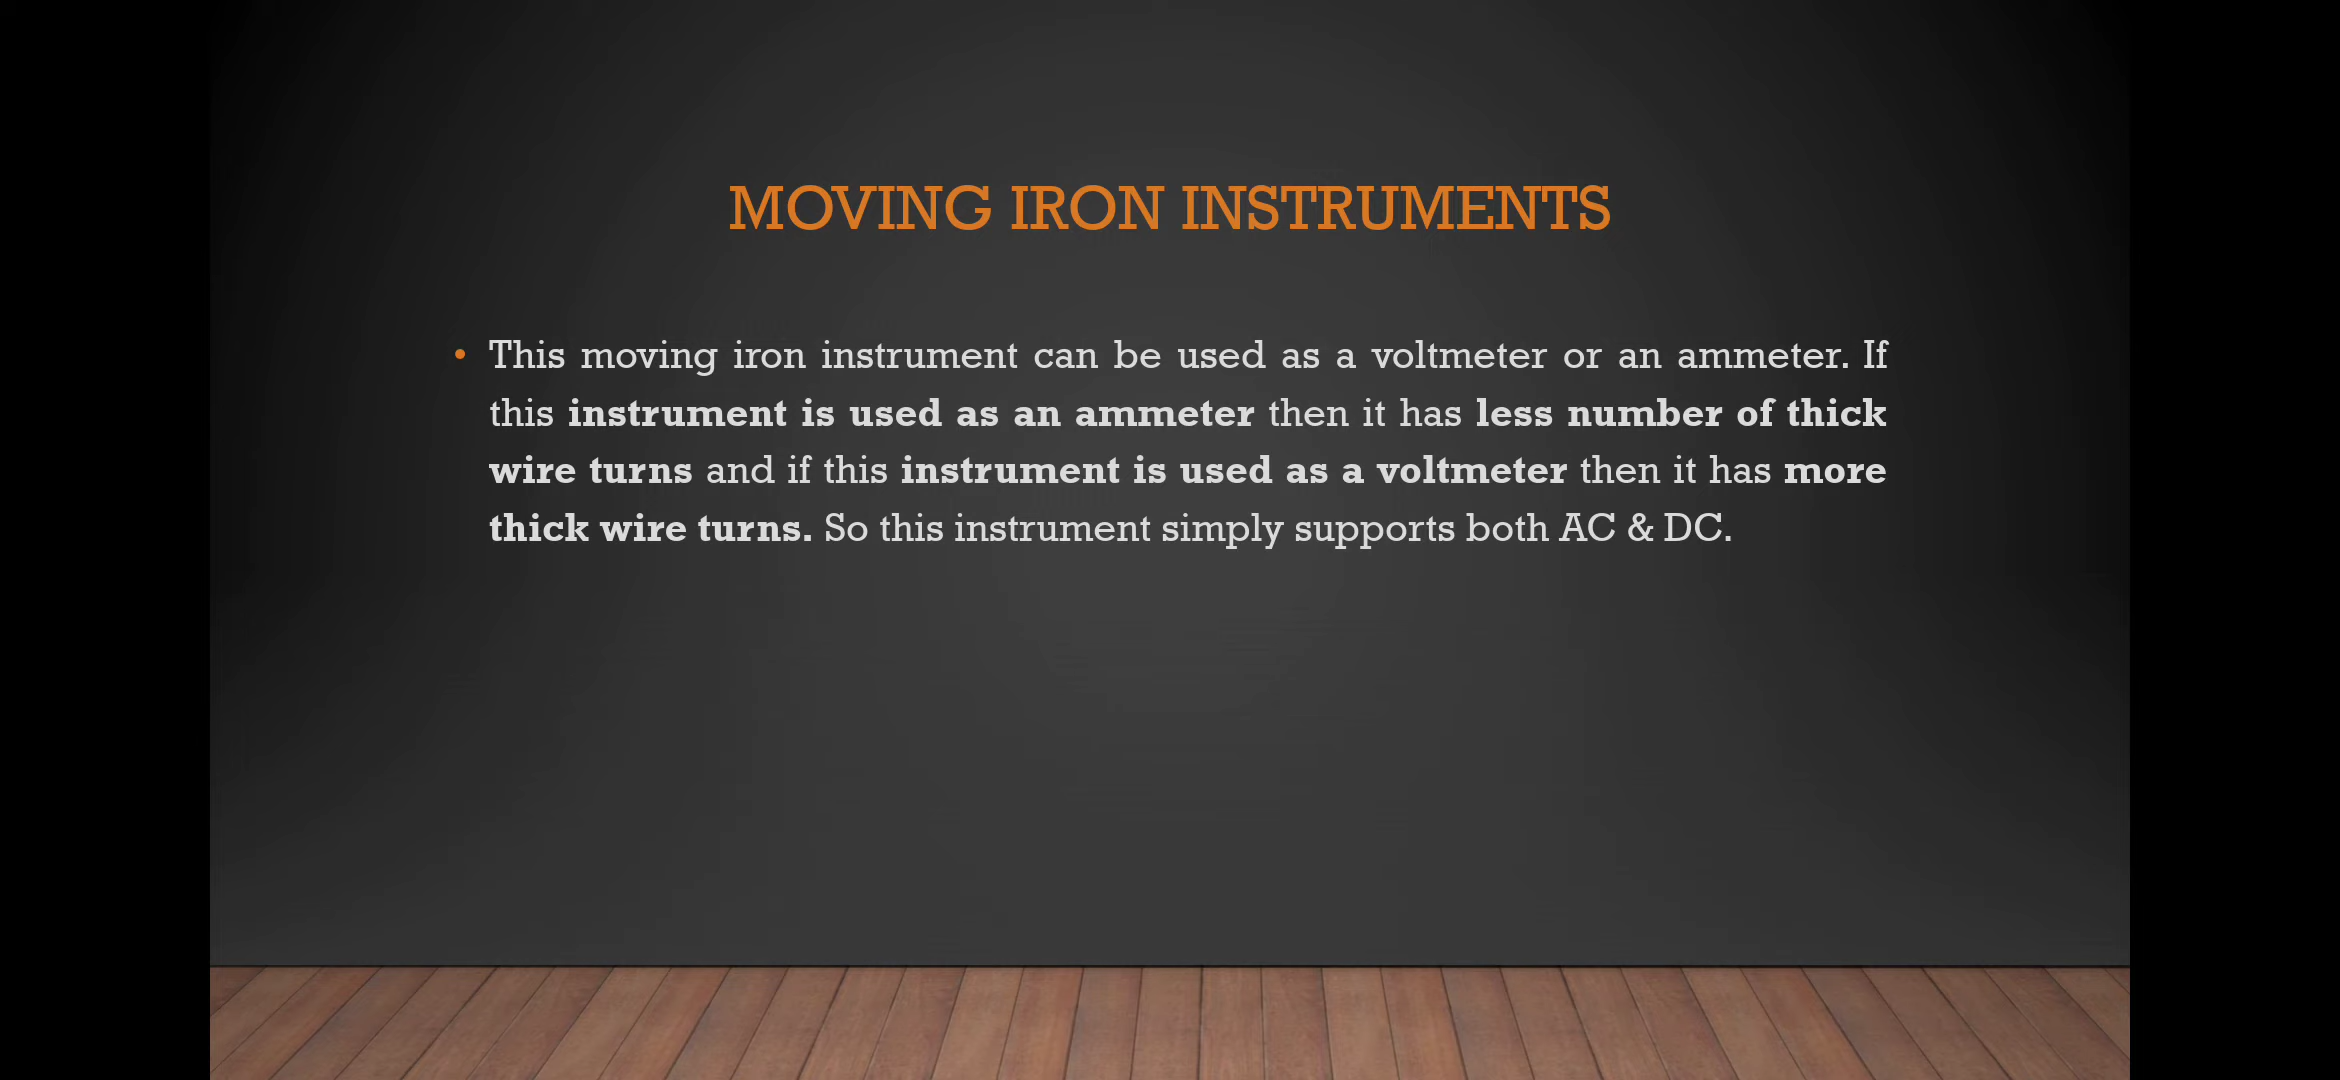 MOVING IRON INSTRUMENTS
• This moving iron instrument can be used as a voltmeter or an ammeter. If
this instrument is used as an ammeter then it has less number of thick
wire turns and if this instrument is used as a voltmeter then it has more
thick wire turns. So this instrument simply supports both AC & DC.